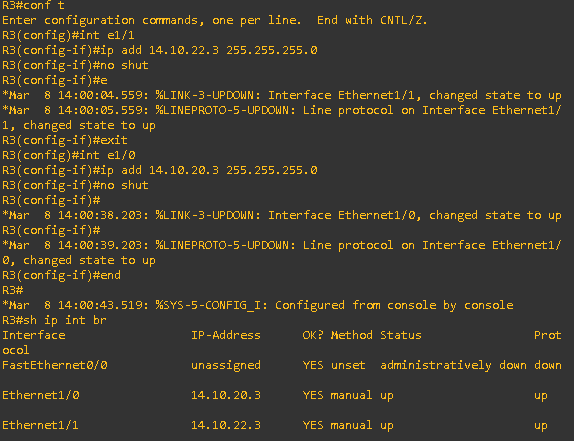 R3#conf t
Enter configuration commands, one per line.  End with CNTL/Z.
R3(config)#int e1/1
R3(config-if)#ip add 14.10.22.3 255.255.255.0
R3(config-if)#no shut
R3(config-if)#e
*Mar  8 14:00:04.559: %LINK-3-UPDOWN: Interface Ethernet1/1, changed state to up
*Mar  8 14:00:05.559: %LINEPROTO-5-UPDOWN: Line protocol on Interface Ethernet1/
1, changed state to up
R3(config-if)#exit
R3(config)#int e1/0
R3(config-if)#ip add 14.10.20.3 255.255.255.0
R3(config-if)#no shut
R3(config-if)#
*Mar  8 14:00:38.203: %LINK-3-UPDOWN: Interface Ethernet1/0, changed state to up
R3(config-if)#
*Mar  8 14:00:39.203: %LINEPROTO-5-UPDOWN: Line protocol on Interface Ethernet1/
0, changed state to up
R3(config-if)#end
R3#
*Mar  8 14:00:43.519: %SYS-5-CONFIG_I: Configured from console by console
R3#sh ip int br
Interface                  IP-Address      OK? Method Status                Prot
ocol
FastEthernet0/0            unassigned      YES unset  administratively down down
Ethernet1/0                14.10.20.3      YES manual up                    up
Ethernet1/1                14.10.22.3      YES manual up                    up